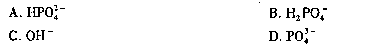 A. HPO₄²⁻ B. H₂PO₄⁻
C. OH⁻ D. PO₄³⁻